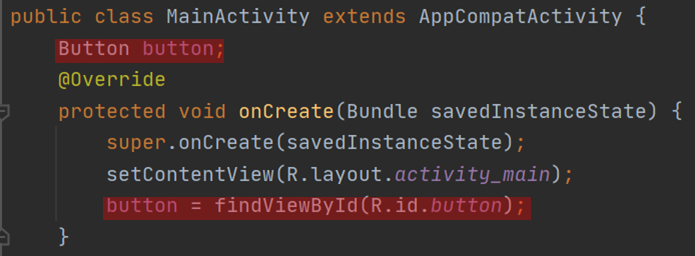 public class MainActivity extends AppCompatActivity {
Button button;
@Override
protected void onCreate(Bundle savedInstanceState) {
super.onCreate(savedInstanceState);
setContentView(R.layout.activity_main);
button = findViewById(R.id.button);
}